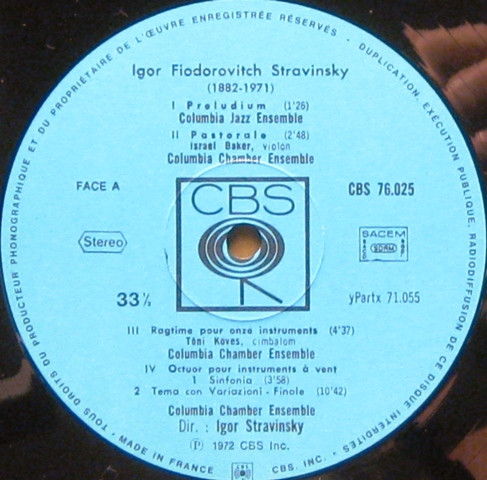 TOUS DROITS DU PRODUCTEUR PHONOGRAPHIQUE ET DU PROPRIÉTAIRE DE L'ŒUVRE ENREGISTRÉE RÉSERVÉS - DUPLICATION, EXÉCUTION PUBLIQUE, RADIODIFFUSION DE CE DISQUE INTERDITES
Igor Fiodorovitch Stravinsky
(1882-1971)
I Preludium (1'26)
Columbia Jazz Ensemble
II Pastorale (2'48)
Israel Baker, violon
Columbia Chamber Ensemble
FACE A
CBS 76.025
CBS
Stereo
SACEM
SDRM
33⅓
yPartx 71.055
III Ragtime pour onze instruments (4'37)
Töni Koves, cimbalom
Columbia Chamber Ensemble
IV Octuor pour instruments à vent
1 Sinfonia (3'58)
2 Tema con Variazioni - Finale (10'42)
Columbia Chamber Ensemble
Dir. : Igor Stravinsky
Ⓟ 1972 CBS Inc.
- MADE IN FRANCE
CBS. INC. -